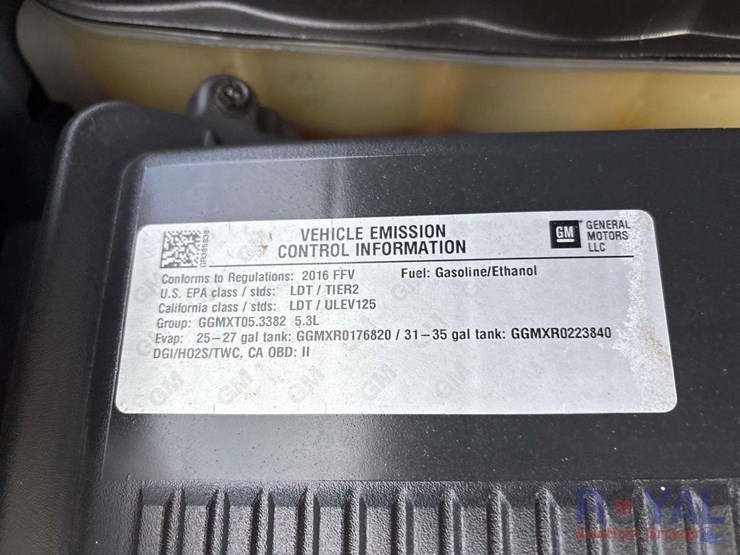 VEHICLE EMISSION
CONTROL INFORMATION
GM GENERAL
MOTORS
LLC
Conforms to Regulations: 2016 FFV Fuel: Gasoline/Ethanol
U.S. EPA class / stds: LDT / TIER2
California class / stds: LDT / ULEV125
Group: GGMXT05.3382 5.3L
Evap: 25-27 gal tank: GGMXR0176820 / 31-35 gal tank: GGMXR0223840
DGI/HO2S/TWC, CA OBD: II
ROYAL